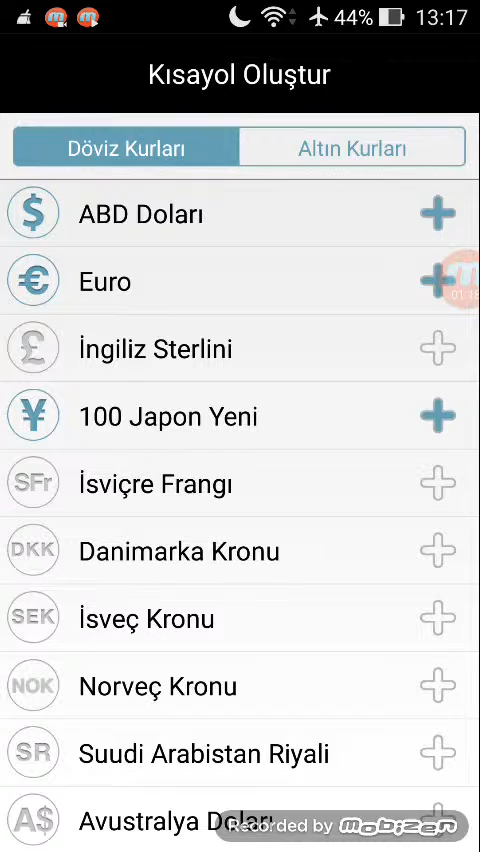 44% 13:17
Kısayol Oluştur
Döviz Kurları Altın Kurları
$ ABD Doları
€ Euro
01:18
£ İngiliz Sterlini
¥ 100 Japon Yeni
SFr İsviçre Frangı
DKK Danimarka Kronu
SEK İsveç Kronu
NOK Norveç Kronu
SR Suudi Arabistan Riyali
A$ Avustralya Doları
Recorded by mobizen